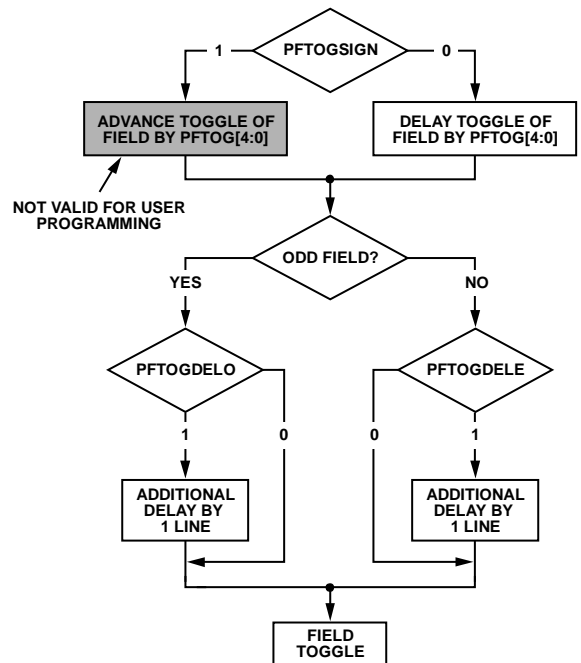 PFTOGSIGN
1
0
ADVANCE TOGGLE OF
FIELD BY PFTOG[4:0]
DELAY TOGGLE OF
FIELD BY PFTOG[4:0]
NOT VALID FOR USER
PROGRAMMING
ODD FIELD?
YES
NO
PFTOGDELO
PFTOGDELE
1
0
0
1
ADDITIONAL
DELAY BY
1 LINE
ADDITIONAL
DELAY BY
1 LINE
FIELD
TOGGLE